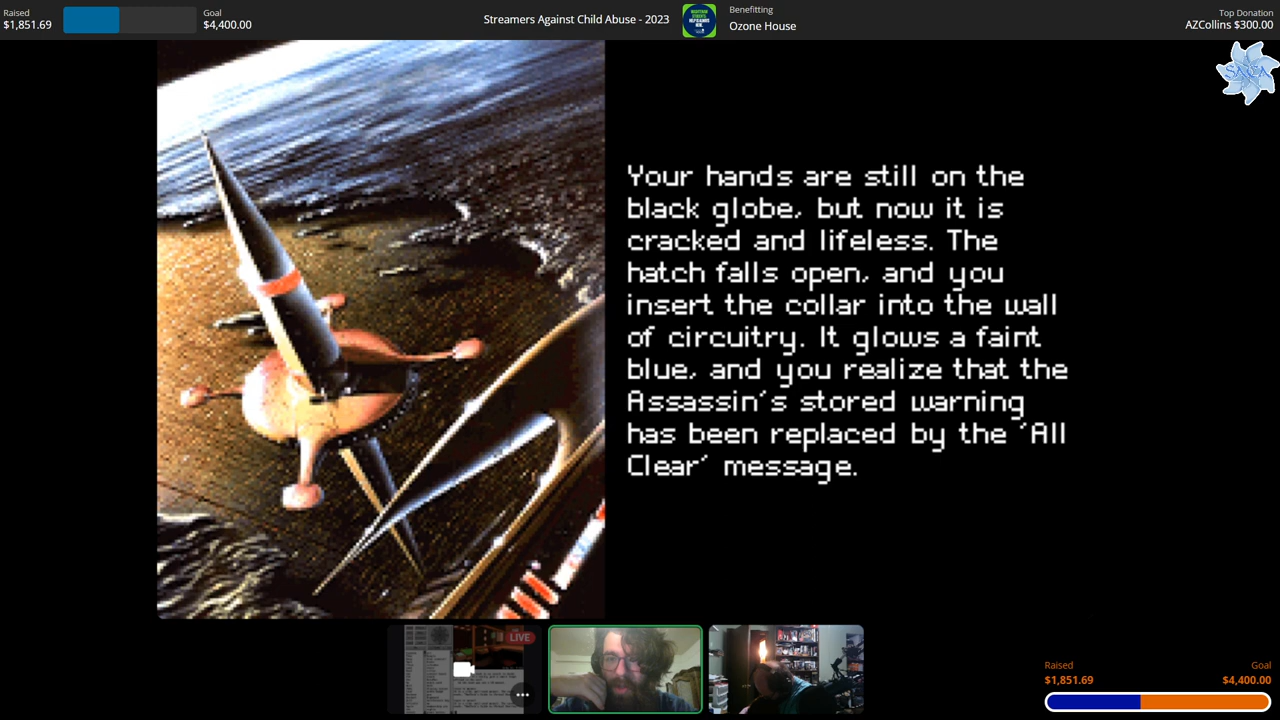 Raised
$1,851.69
Goal
$4,400.00
Streamers Against Child Abuse - 2023
Benefitting
Ozone House
Top Donation
AZCollins $300.00
SACA
Your hands are still on the
black globe, but now it is
cracked and lifeless. The
hatch falls open, and you
insert the collar into the wall
of circuitry. It glows a faint
blue, and you realize that the
Assassin's stored warning
has been replaced by the 'All
Clear' message.
LIVE
Raised
$1,851.69
Goal
$4,400.00